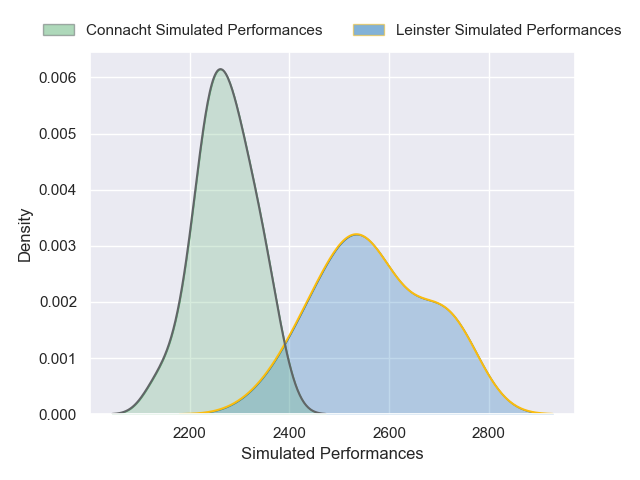 Connacht Simulated Performances
Leinster Simulated Performances
0.006
0.005
0.004
0.003
0.002
0.001
0.000
Density
2200
2400
2600
2800
Simulated Performances